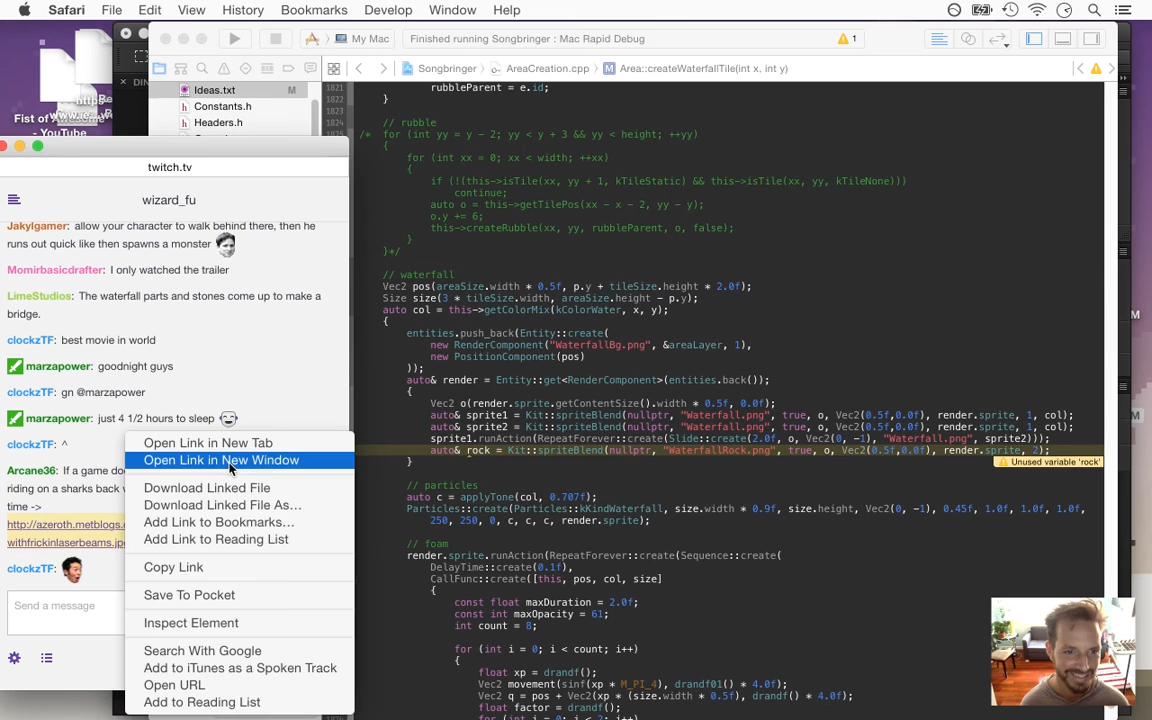 Safari File Edit View History Bookmarks Develop Window Help
My Mac
Finished running Songbringer : Mac Rapid Debug
1
Songbringer
AreaCreation.cpp
Area::createWaterfallTile(int x, int y)
Ideas.txt M
Constants.h
Headers.h
Fist of
- YouTube
twitch.tv
wizard_fu
Jakylgamer: allow your character to walk behind there, then he
runs out quick like then spawns a monster
Momirbasicdrafter: I only watched the trailer
LimeStudios: The waterfall parts and stones come up to make a
bridge.
clockzTF: best movie in world
marzapower: goodnight guys
clockzTF: gn @marzapower
marzapower: just 4 1/2 hours to sleep
clockzTF: ^
Arcane36: If a game do
riding on a sharks back w
time ->
http://azeroth.metblogs.c
withfrickinlaserbeams.jp
clockzTF:
Send a message
Open Link in New Tab
Open Link in New Window
Download Linked File
Download Linked File As...
Add Link to Bookmarks...
Add Link to Reading List
Copy Link
Save To Pocket
Inspect Element
Search With Google
Add to iTunes as a Spoken Track
Open URL
Add to Reading List
1821
1822
1823
1824
rubbleParent = e.id;
}
// rubble
/* for (int yy = y - 2; yy < y + 3 && yy < height; ++yy)
{
for (int xx = 0; xx < width; ++xx)
{
if (!(this->isTile(xx, yy + 1, kTileStatic) && this->isTile(xx, yy, kTileNone)))
continue;
auto o = this->getTilePos(xx - x - 2, yy - y);
o.y += 6;
this->createRubble(xx, yy, rubbleParent, o, false);
}
}*/
// waterfall
Vec2 pos(areaSize.width * 0.5f, p.y + tileSize.height * 2.0f);
Size size(3 * tileSize.width, areaSize.height - p.y);
auto col = this->getColorMix(kColorWater, x, y);
{
entities.push_back(Entity::create(
new RenderComponent("WaterfallBg.png", &areaLayer, 1),
new PositionComponent(pos)
));
auto& render = Entity::get<RenderComponent>(entities.back());
{
Vec2 o(render.sprite.getContentSize().width * 0.5f, 0.0f);
auto& sprite1 = Kit::spriteBlend(nullptr, "Waterfall.png", true, o, Vec2(0.5f,0.0f), render.sprite, 1, col);
auto& sprite2 = Kit::spriteBlend(nullptr, "Waterfall.png", true, o, Vec2(0.5f,0.0f), render.sprite, 1, col);
sprite1.runAction(RepeatForever::create(Slide::create(2.0f, o, Vec2(0, -1), "Waterfall.png", sprite2)));
auto& rock = Kit::spriteBlend(nullptr, "WaterfallRock.png", true, o, Vec2(0.5f,0.0f), render.sprite, 2);
}
Unused variable 'rock'
// particles
auto c = applyTone(col, 0.707f);
Particles::create(Particles::kKindWaterfall, size.width * 0.9f, size.height, Vec2(0, -1), 0.45f, 1.0f, 1.0f, 1.0f,
250, 250, 0, c, c, c, render.sprite);
// foam
render.sprite.runAction(RepeatForever::create(Sequence::create(
DelayTime::create(0.1f),
CallFunc::create([this, pos, col, size]
{
const float maxDuration = 2.0f;
const int maxOpacity = 61;
int count = 8;
for (int i = 0; i < count; i++)
{
float xp = drandf();
Vec2 movement(sinf(xp * M_PI_4), drandf01() * 4.0f);
Vec2 q = pos + Vec2(xp * (size.width * 0.5f), drandf() * 4.0f);
float factor = drandf();